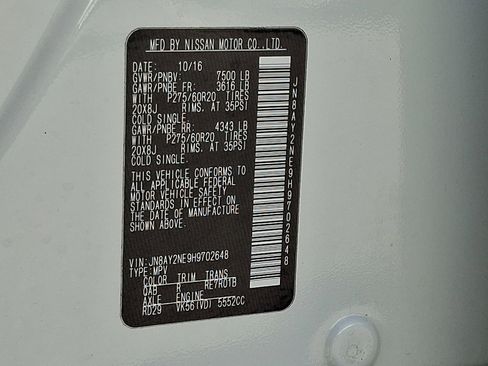 MFD BY NISSAN MOTOR CO.,LTD.
DATE: 10/16
GVWR/PNBV: 7500 LB
GAWR/PNBE FR: 3616 LB
WITH P275/60R20 TIRES
20X8J RIMS, AT 35PSI
COLD SINGLE.
GAWR/PNBE RR: 4343 LB
WITH P275/60R20 TIRES
20X8J RIMS, AT 35PSI
COLD SINGLE.
THIS VEHICLE CONFORMS TO
ALL APPLICABLE FEDERAL
MOTOR VEHICLE SAFETY
STANDARDS IN EFFECT ON
THE DATE OF MANUFACTURE
SHOWN ABOVE.
VIN:JN8AY2NE9H9702648
TYPE:MPV
COLOR TRIM TRANS
QAB R RE7R01B
AXLE ENGINE
RD29 VK56(VD) 5552CC
JN8AY2NE9H9702648